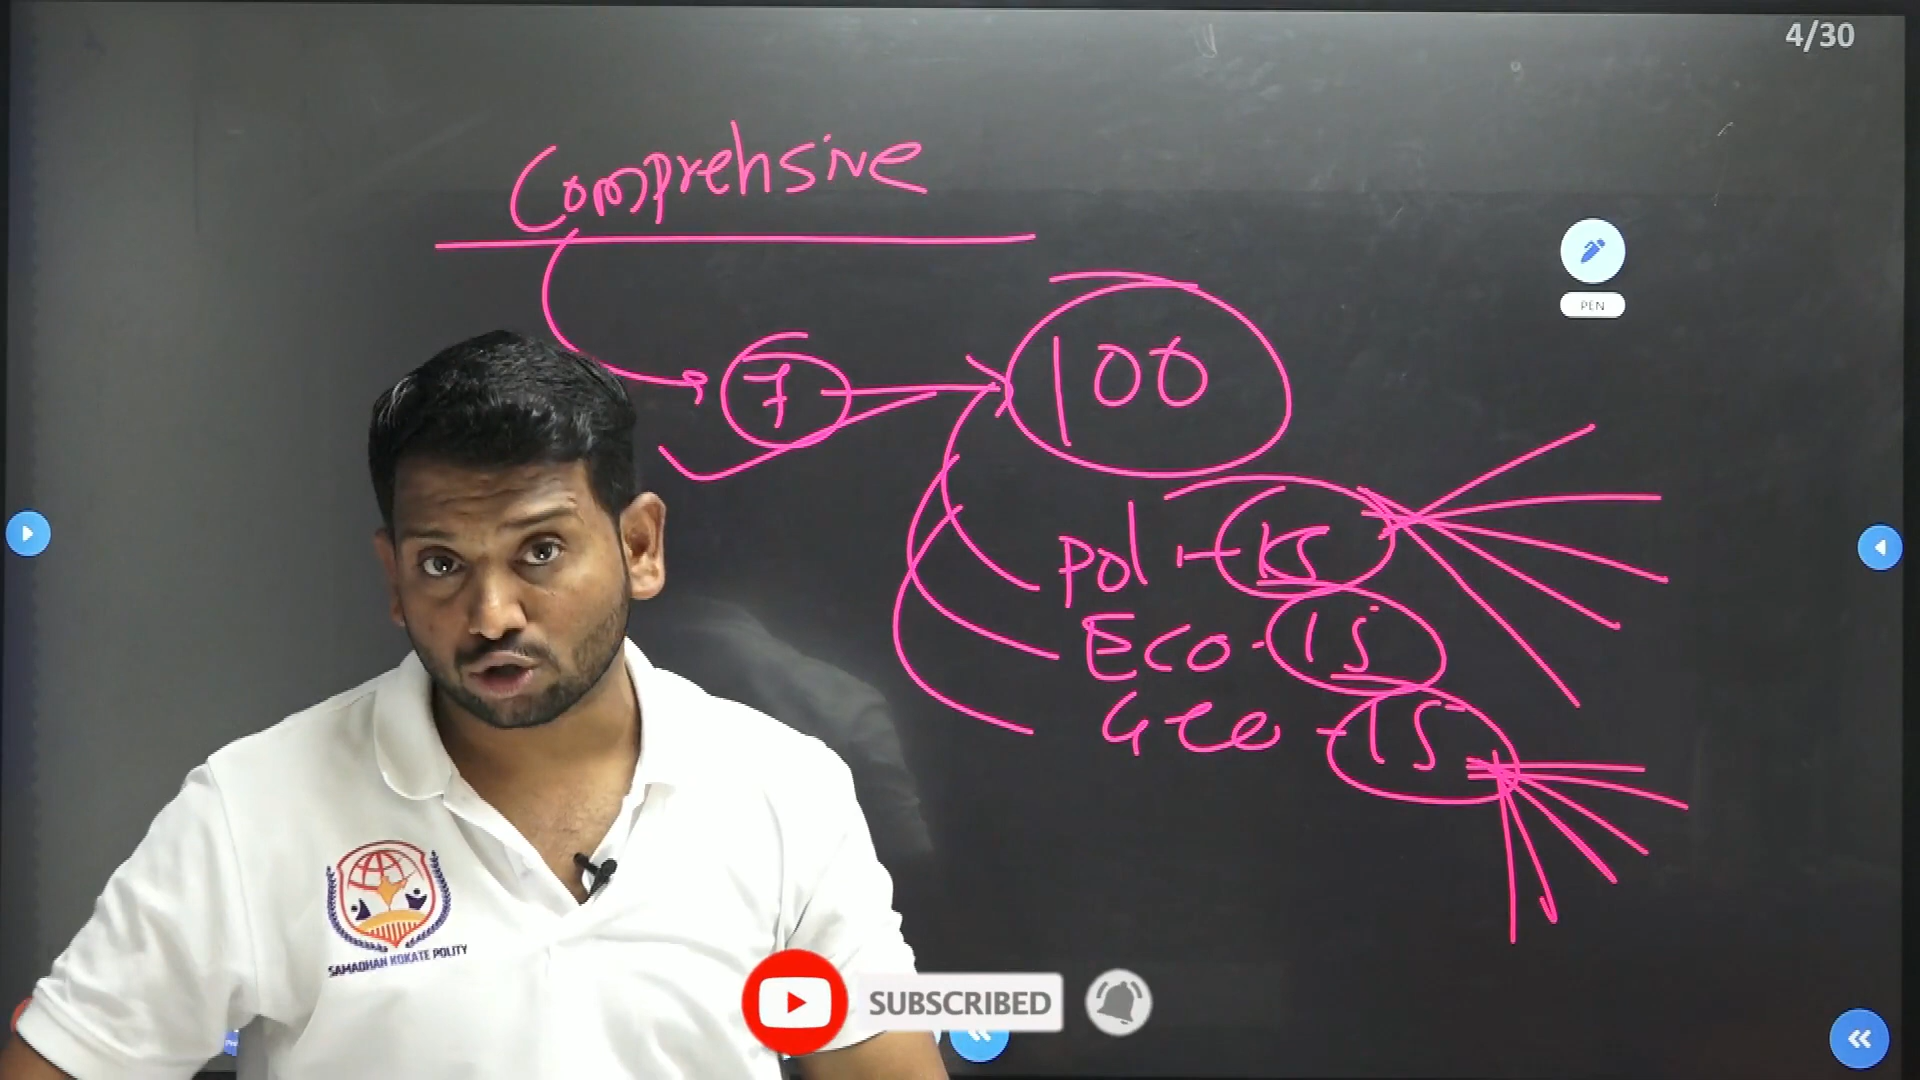 4/30
Comprehsive
PEN
7
100
Pol - 15
Eco - 15
Geo - 15
SAMADHAN KOKATE POLITY
SUBSCRIBED